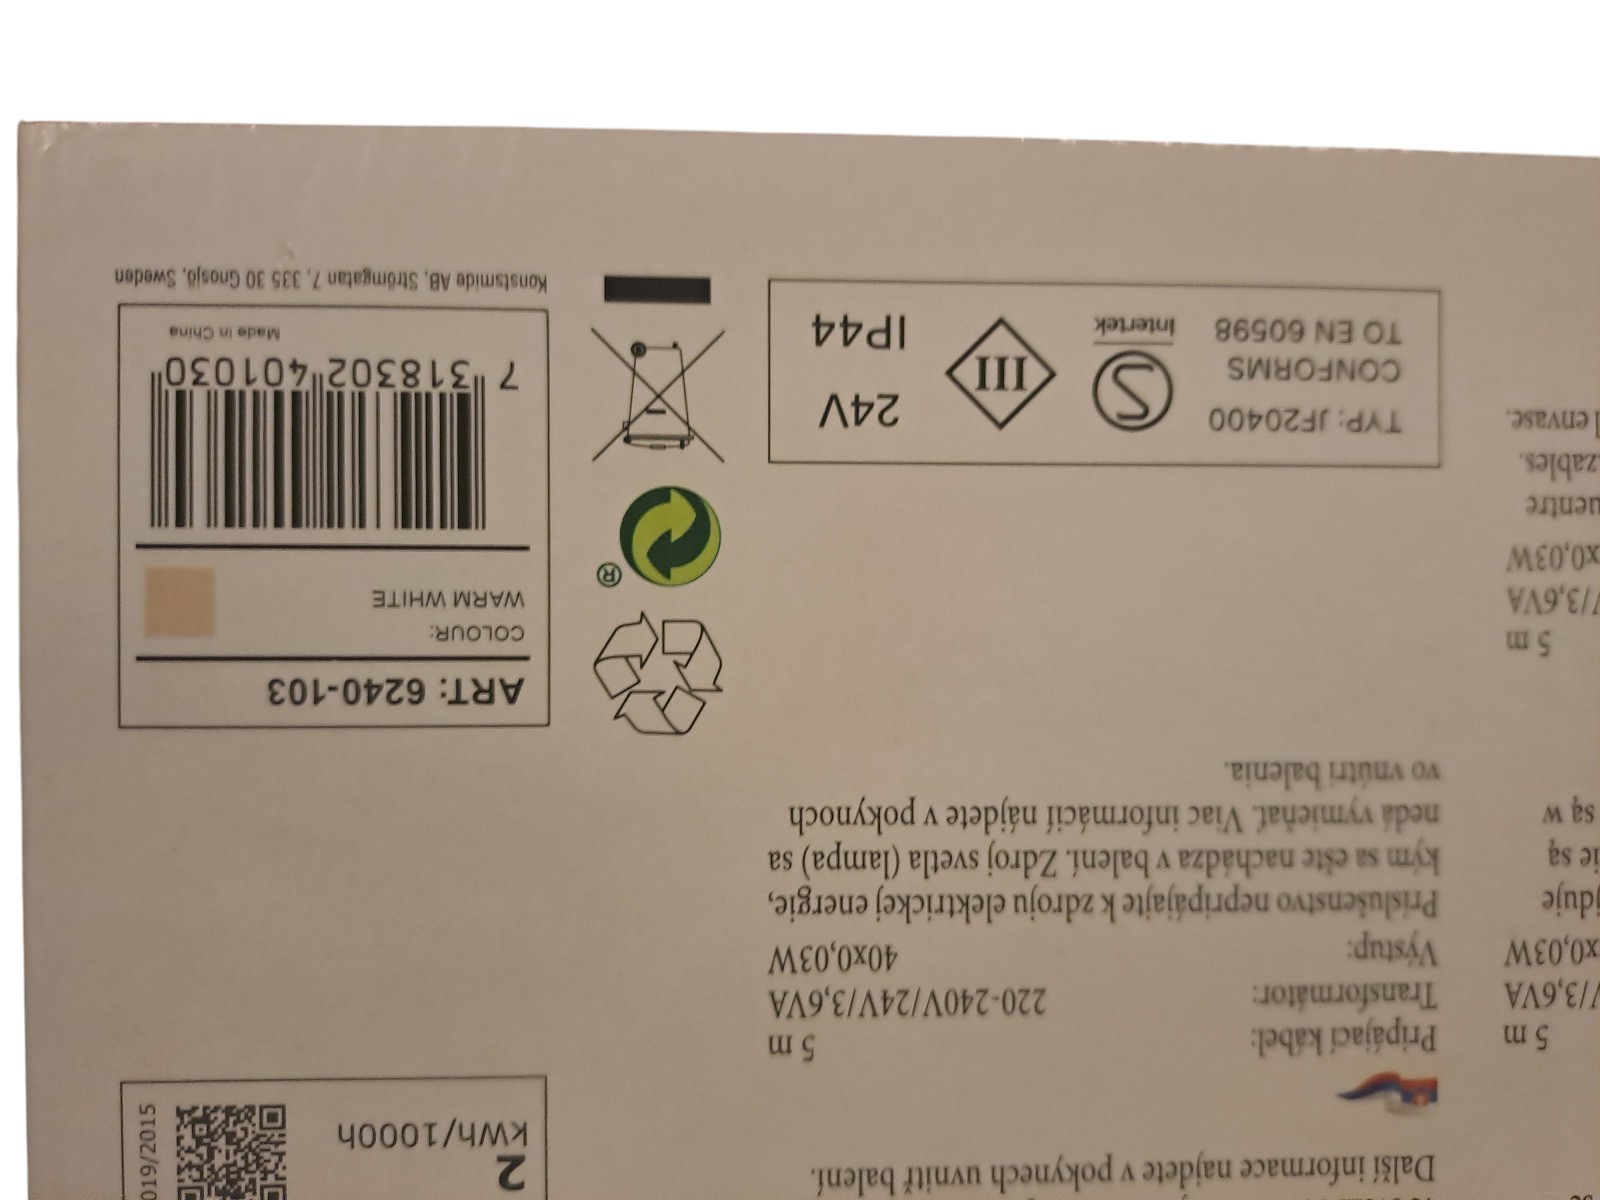 Další informace najdete v pokynech uvnitř balení.
Pripájací kábel: 5 m
Transformátor: 220-240V/24V/3,6VA
Výstup: 40x0,03W
Príslušenstvo nepripájajte k zdroju elektrickej energie,
kým sa ešte nachádza v balení. Zdroj svetla (lampa) sa
nedá vymieňať. Viac informácií nájdete v pokynoch
vo vnútri balenia.
5 m
/3,6VA
x0,03W
są w
5 m
/3,6VA
x0,03W
uentre
zables.
l envase.
TYP: JF20400
CONFORMS
TO EN 60598
S
Intertek
III
24V
IP44
2
kWh/1000h
019/2015
ART: 6240-103
COLOUR:
WARM WHITE
®
7 318302 401030
Made in China
Konstsmide AB, Strömgatan 7, 335 30 Gnosjö, Sweden